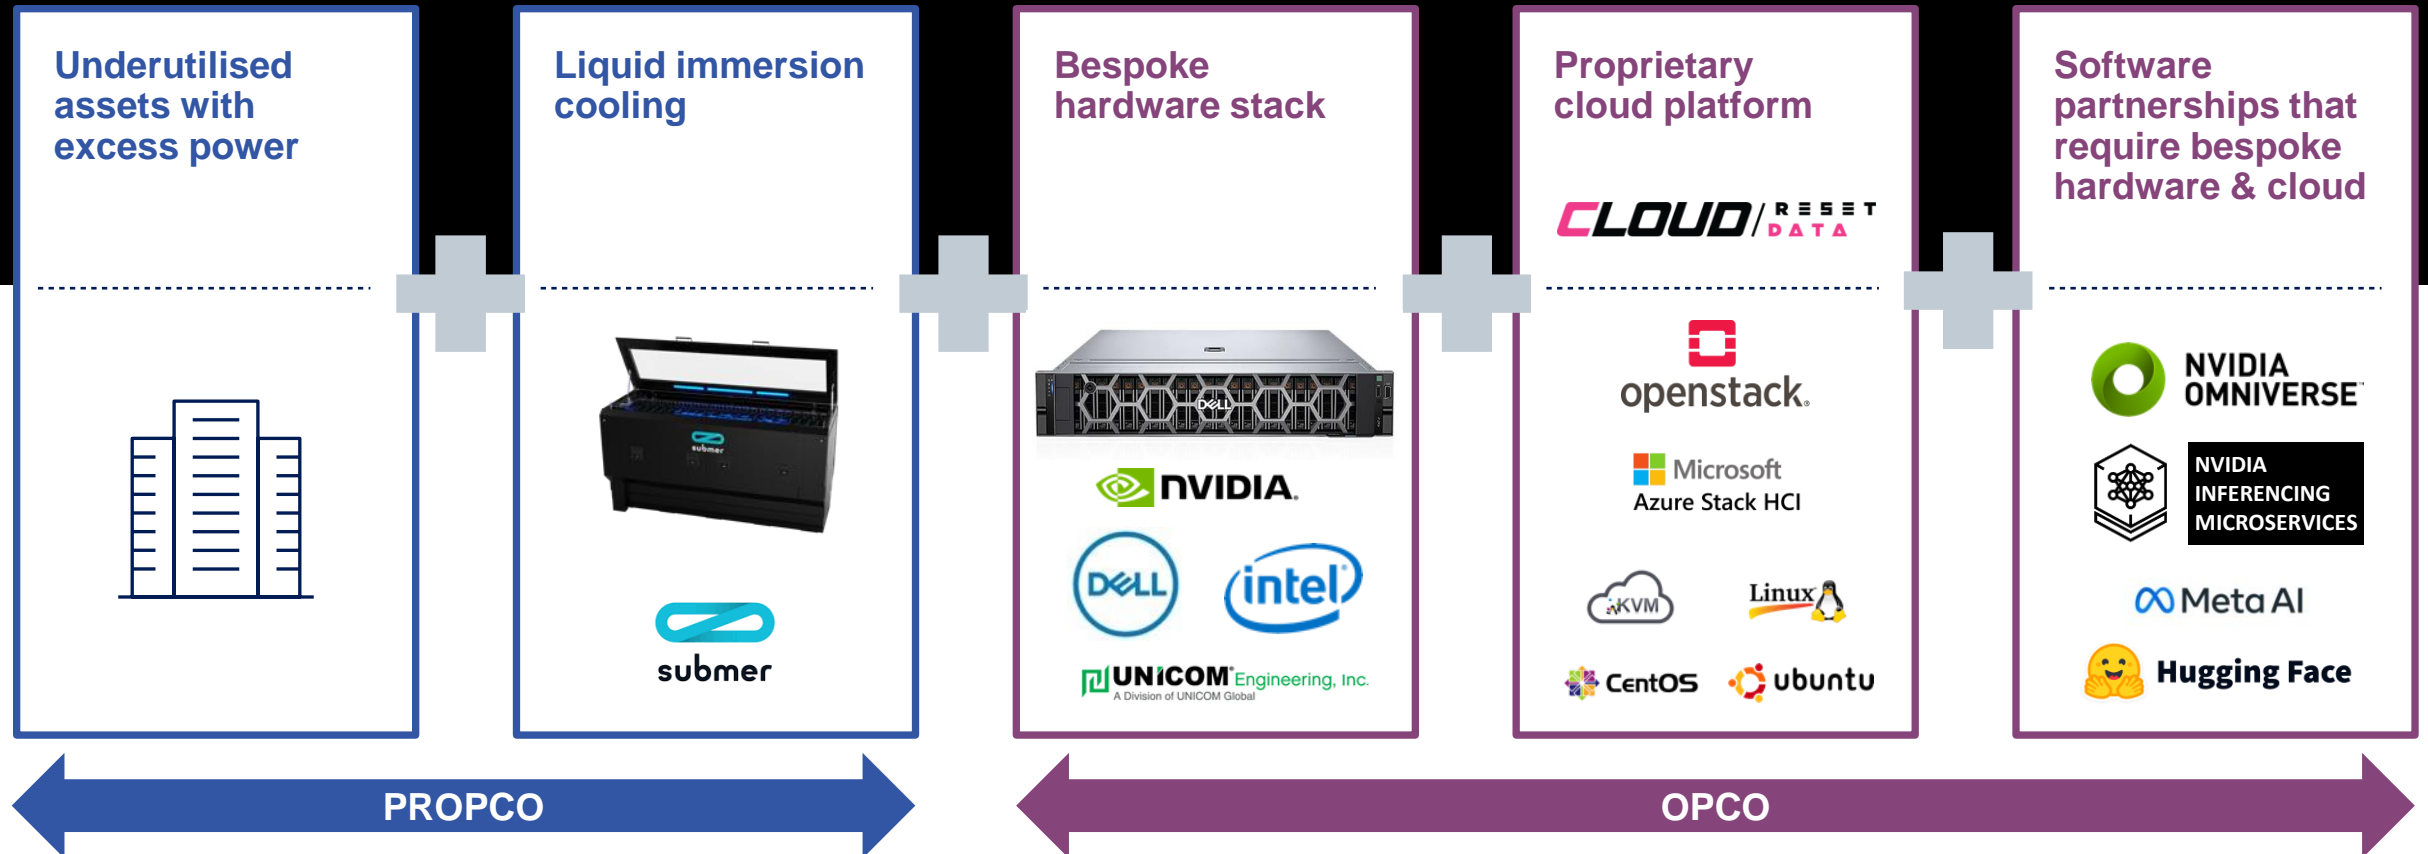 Underutilised
assets with
excess power
Liquid immersion
cooling
submer
submer
Bespoke
hardware stack
DELL
NVIDIA.
DELL
intel
UNICOM Engineering, Inc.
A Division of UNICOM Global
Proprietary
cloud platform
CLOUD/RESET
DATA
openstack.
Microsoft
Azure Stack HCI
KVM
Linux
CentOS
ubuntu
Software
partnerships that
require bespoke
hardware & cloud
NVIDIA
OMNIVERSE™
NVIDIA
INFERENCING
MICROSERVICES
Meta AI
Hugging Face
PROPCO
OPCO